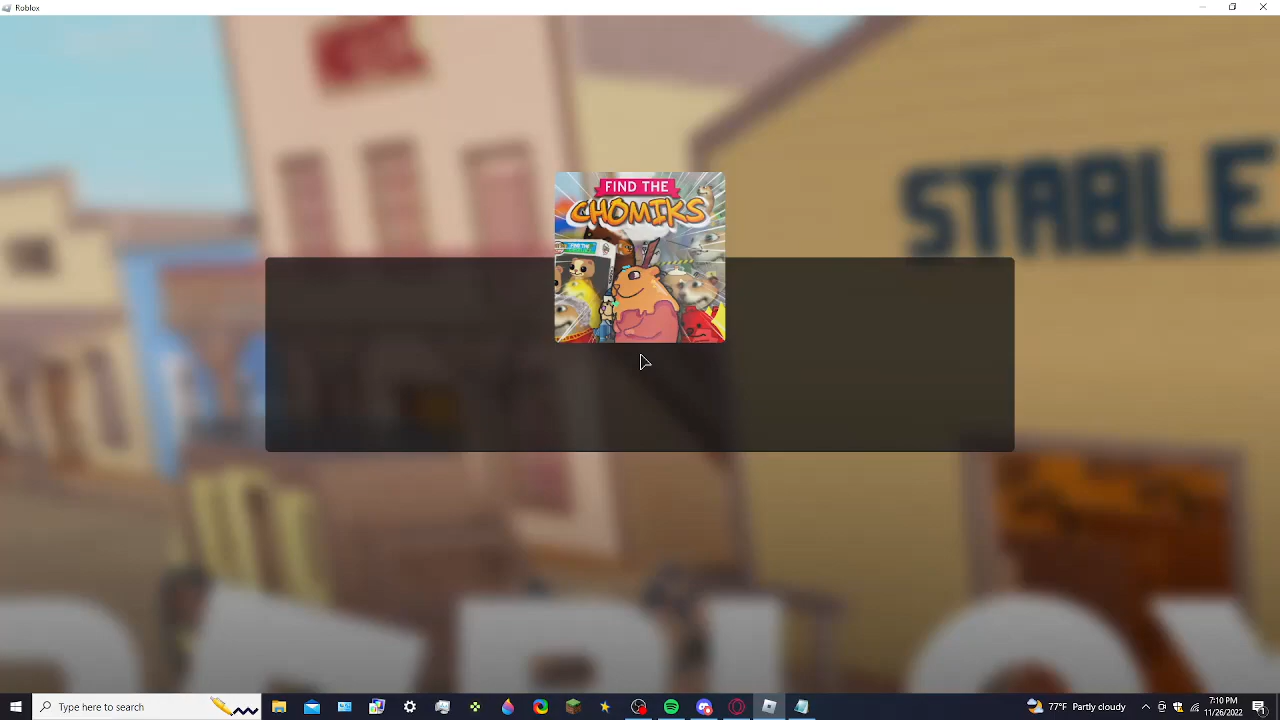 Roblox
STABLE
FIND THE
CHOMIKS
Type here to search
77°F Partly cloudy
7:10 PM
11/26/2022